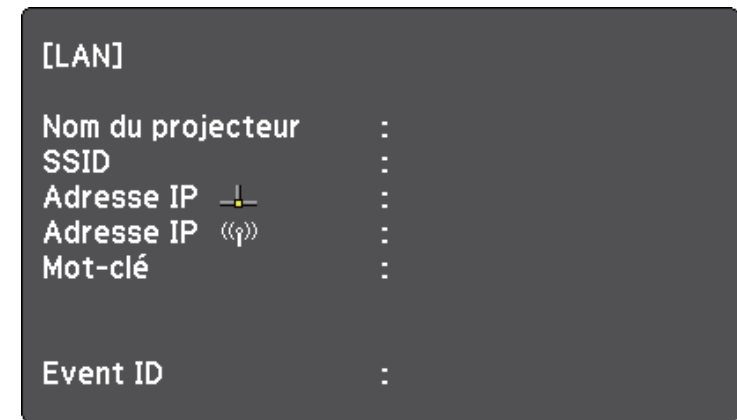 [LAN]
Nom du projecteur :
SSID :
Adresse IP :
Adresse IP :
Mot-clé :
Event ID :